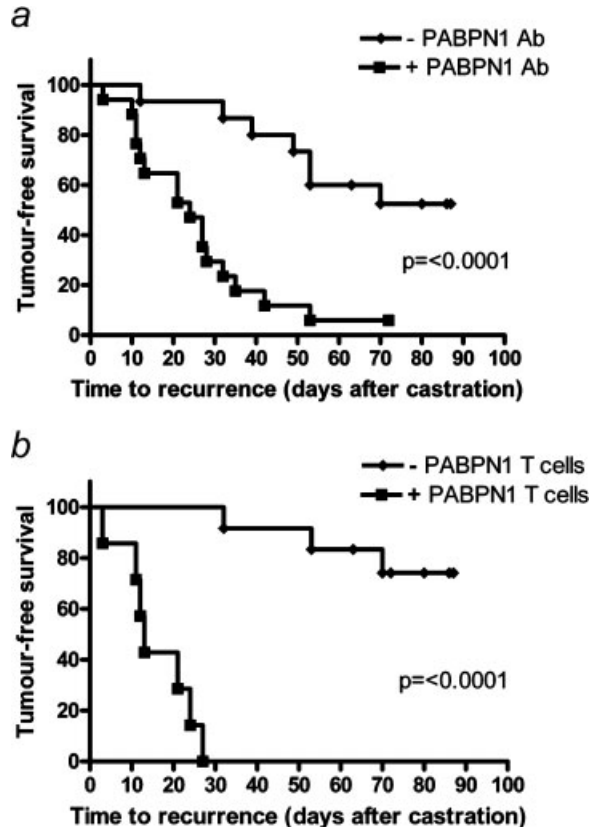 a
- PABPN1 Ab
+ PABPN1 Ab
100
80
60
40
20
0
Tumour-free survival
p=<0.0001
0 10 20 30 40 50 60 70 80 90 100
Time to recurrence (days after castration)
b
- PABPN1 T cells
+ PABPN1 T cells
100
80
60
40
20
0
Tumour-free survival
p=<0.0001
0 10 20 30 40 50 60 70 80 90 100
Time to recurrence (days after castration)